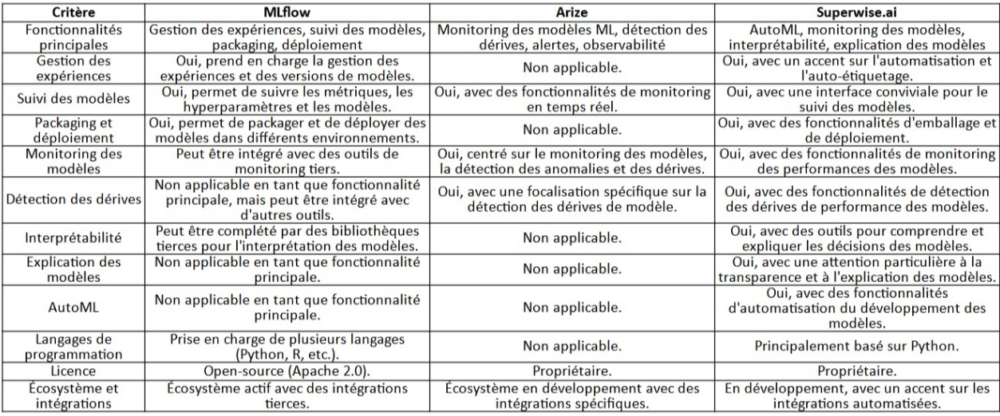 Critère
MLflow
Arize
Superwise.ai
Fonctionnalités
principales
Gestion des expériences, suivi des modèles,
packaging, déploiement
Monitoring des modèles ML, détection des
dérives, alertes, observabilité
AutoML, monitoring des modèles,
interprétabilité, explication des modèles
Gestion des
expériences
Oui, prend en charge la gestion des
expériences et des versions de modèles.
Non applicable.
Oui, avec un accent sur l'automatisation et
l'auto-étiquetage.
Suivi des modèles
Oui, permet de suivre les métriques, les
hyperparamètres et les modèles.
Oui, avec des fonctionnalités de monitoring
en temps réel.
Oui, avec une interface conviviale pour le
suivi des modèles.
Packaging et
déploiement
Oui, permet de packager et de déployer des
modèles dans différents environnements.
Non applicable.
Oui, avec des fonctionnalités d'emballage et
de déploiement.
Monitoring des
modèles
Peut être intégré avec des outils de
monitoring tiers.
Oui, centré sur le monitoring des modèles,
la détection des anomalies et des dérives.
Oui, avec des fonctionnalités de monitoring
des performances des modèles.
Détection des dérives
Non applicable en tant que fonctionnalité
principale, mais peut être intégré avec
d'autres outils.
Oui, avec une focalisation spécifique sur la
détection des dérives de modèle.
Oui, avec des fonctionnalités de détection
des dérives de performance des modèles.
Interprétabilité
Peut être complété par des bibliothèques
tierces pour l'interprétation des modèles.
Non applicable.
Oui, avec des outils pour comprendre et
expliquer les décisions des modèles.
Explication des
modèles
Non applicable en tant que fonctionnalité
principale.
Non applicable.
Oui, avec une attention particulière à la
transparence et à l'explication des modèles.
AutoML
Non applicable en tant que fonctionnalité
principale.
Non applicable.
Oui, avec des fonctionnalités
d'automatisation du développement des
modèles.
Langages de
programmation
Prise en charge de plusieurs langages
(Python, R, etc.).
Non applicable.
Principalement basé sur Python.
Licence
Open-source (Apache 2.0).
Propriétaire.
Propriétaire.
Écosystème et
intégrations
Écosystème actif avec des intégrations
tierces.
Écosystème en développement avec des
intégrations spécifiques.
En développement, avec un accent sur les
intégrations automatisées.